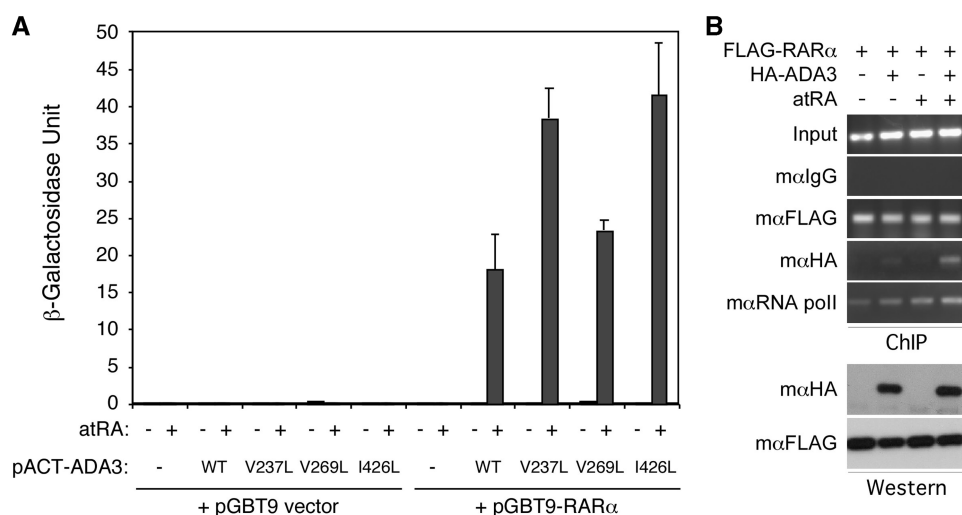 A
β-Galactosidase Unit
50
45
40
35
30
25
20
15
10
5
0
atRA: - + - + - + - + - + - + - + - + - + - +
pACT-ADA3: - WT V237L V269L I426L - WT V237L V269L I426L
+ pGBT9 vector + pGBT9-RARα
B
FLAG-RARα + + + +
HA-ADA3 - + - +
atRA - - + +
Input
mαIgG
mαFLAG
mαHA
mαRNA polI
ChIP
mαHA
mαFLAG
Western